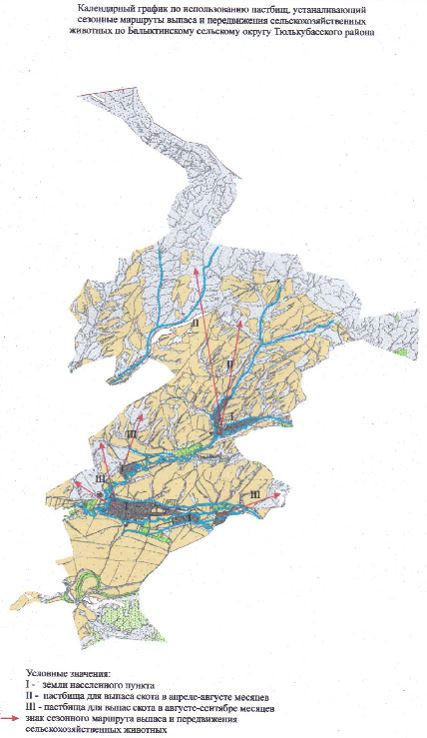 Календарный график по использованию пастбищ, устаналивающий
сезонные маршруты выпаса и передвижения сельскохозяйственных
животных по Балыктинскому сельскому округу Тюлькубасского района
II
II
I
III
III
I
III
I
Условные значения:
I - земли населенного пункта
II - пастбища для выпаса скота в апреле-августе месяцев
III - пастбища для выпас скота в августе-сентябре месяцев
знак сезонного маршрута выпаса и передвижения
сельскохозяйственных животных